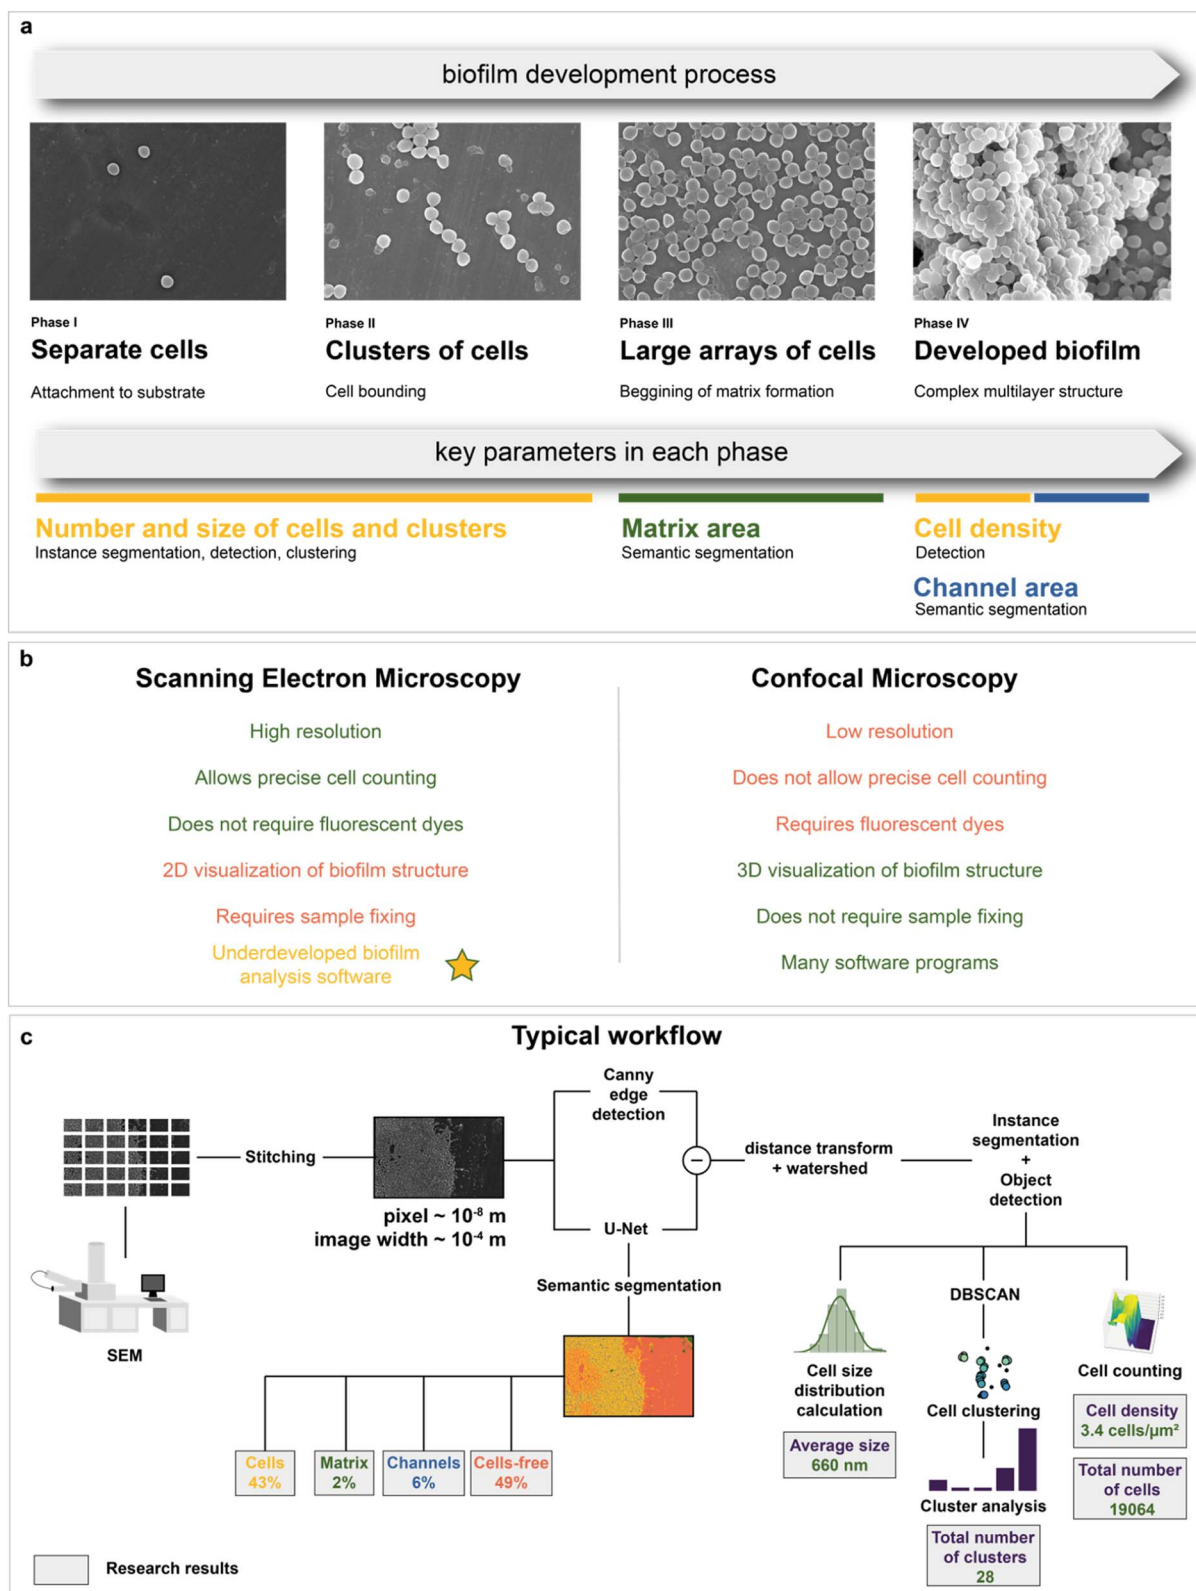 a
biofilm development process
Phase I
Separate cells
Attachment to substrate
Phase II
Clusters of cells
Cell bounding
Phase III
Large arrays of cells
Beggining of matrix formation
Phase IV
Developed biofilm
Complex multilayer structure
key parameters in each phase
Number and size of cells and clusters
Instance segmentation, detection, clustering
Matrix area
Semantic segmentation
Cell density
Detection
Channel area
Semantic segmentation
b
Scanning Electron Microscopy
High resolution
Allows precise cell counting
Does not require fluorescent dyes
2D visualization of biofilm structure
Requires sample fixing
Underdeveloped biofilm
analysis software
Confocal Microscopy
Low resolution
Does not allow precise cell counting
Requires fluorescent dyes
3D visualization of biofilm structure
Does not require sample fixing
Many software programs
c
Typical workflow
SEM
Stitching
pixel ~ 10⁻⁸ m
image width ~ 10⁻⁴ m
Canny
edge
detection
U-Net
Semantic segmentation
Cells
43%
Matrix
2%
Channels
6%
Cells-free
49%
−
distance transform
+ watershed
Instance
segmentation
+
Object
detection
Cell size
distribution
calculation
Average size
660 nm
DBSCAN
Cell clustering
Cluster analysis
Total number
of clusters
28
Cell counting
Cell density
3.4 cells/µm²
Total number
of cells
19064
Research results